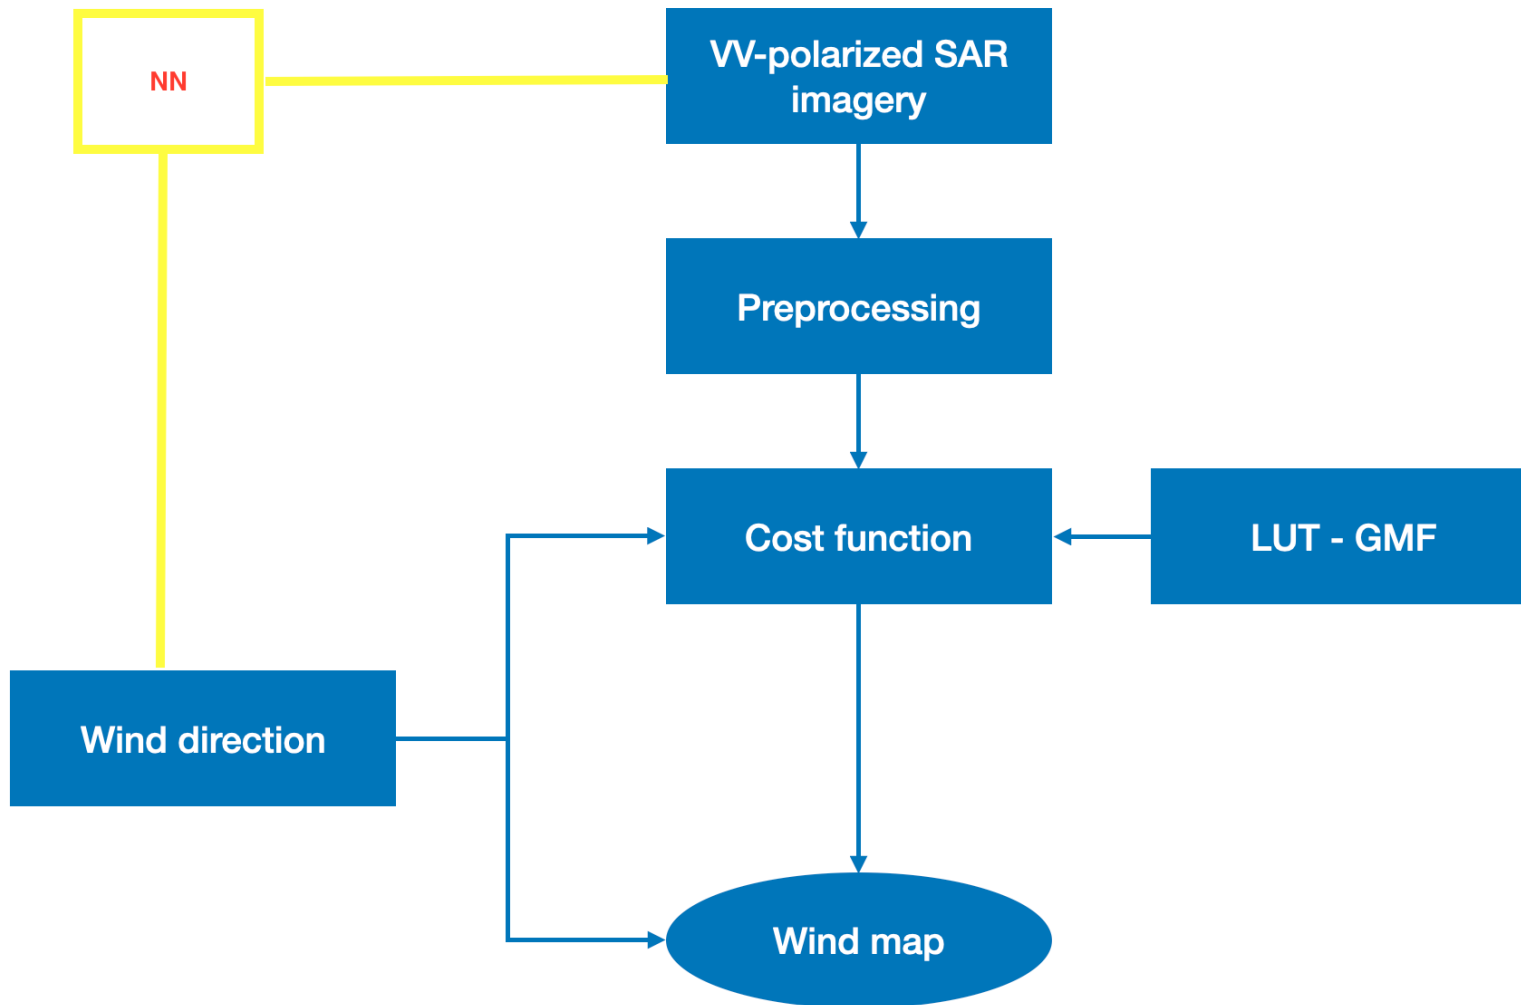 NN
VV-polarized SAR
imagery
Preprocessing
Cost function
LUT - GMF
Wind direction
Wind map